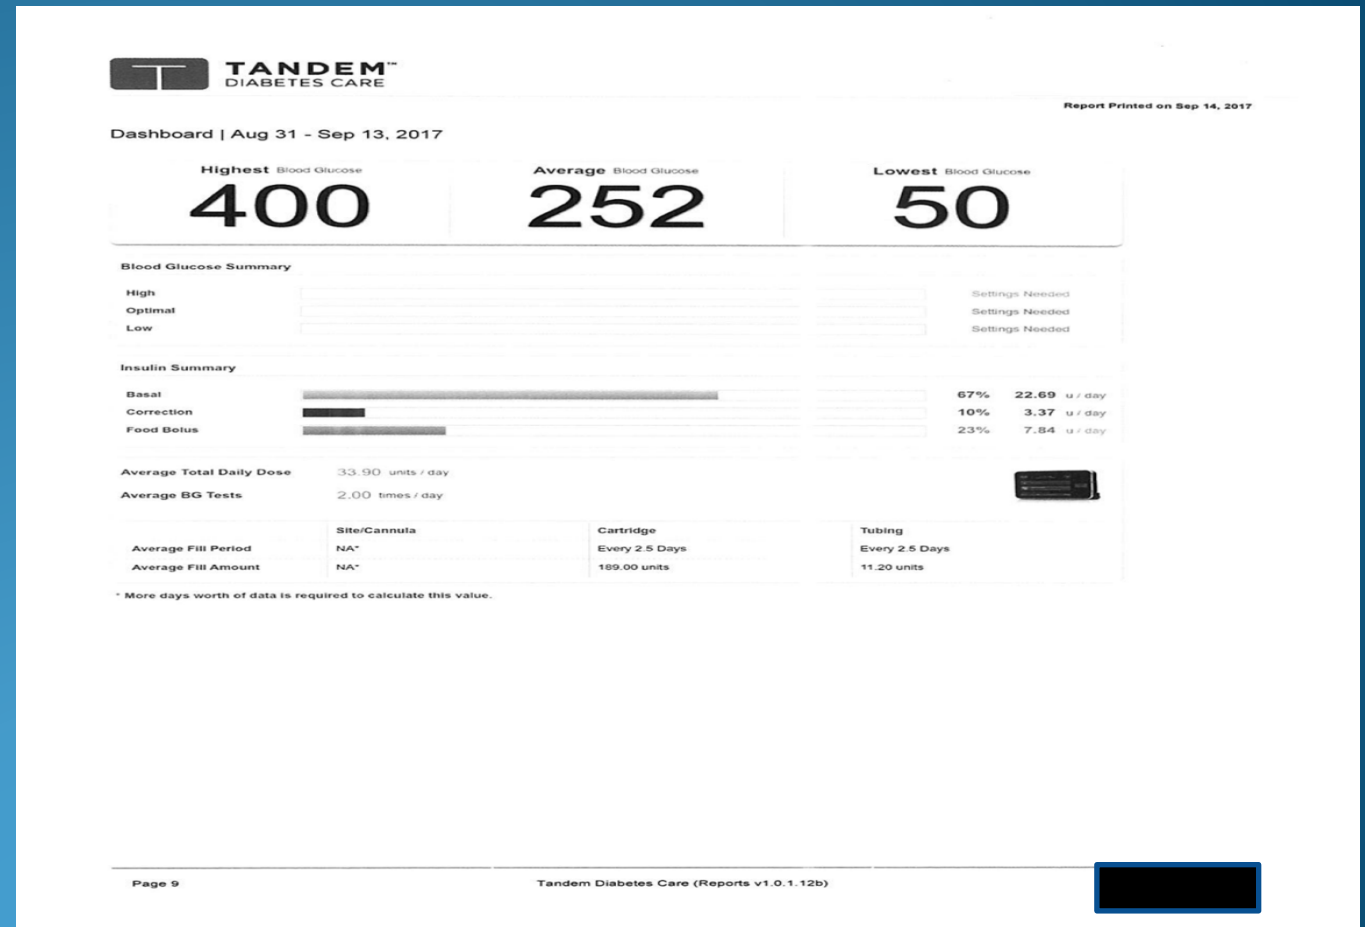 TANDEM™
DIABETES CARE
Report Printed on Sep 14, 2017
Dashboard | Aug 31 - Sep 13, 2017
Highest Blood Glucose Average Blood Glucose Lowest Blood Glucose
400 252 50
Blood Glucose Summary
High Settings Needed
Optimal Settings Needed
Low Settings Needed
Insulin Summary
Basal 67% 22.69 u / day
Correction 10% 3.37 u / day
Food Bolus 23% 7.84 u / day
Average Total Daily Dose 33.90 units / day
Average BG Tests 2.00 times / day
Site/Cannula Cartridge Tubing
Average Fill Period NA* Every 2.5 Days Every 2.5 Days
Average Fill Amount NA* 189.00 units 11.20 units
* More days worth of data is required to calculate this value.
Page 9 Tandem Diabetes Care (Reports v1.0.1.12b)